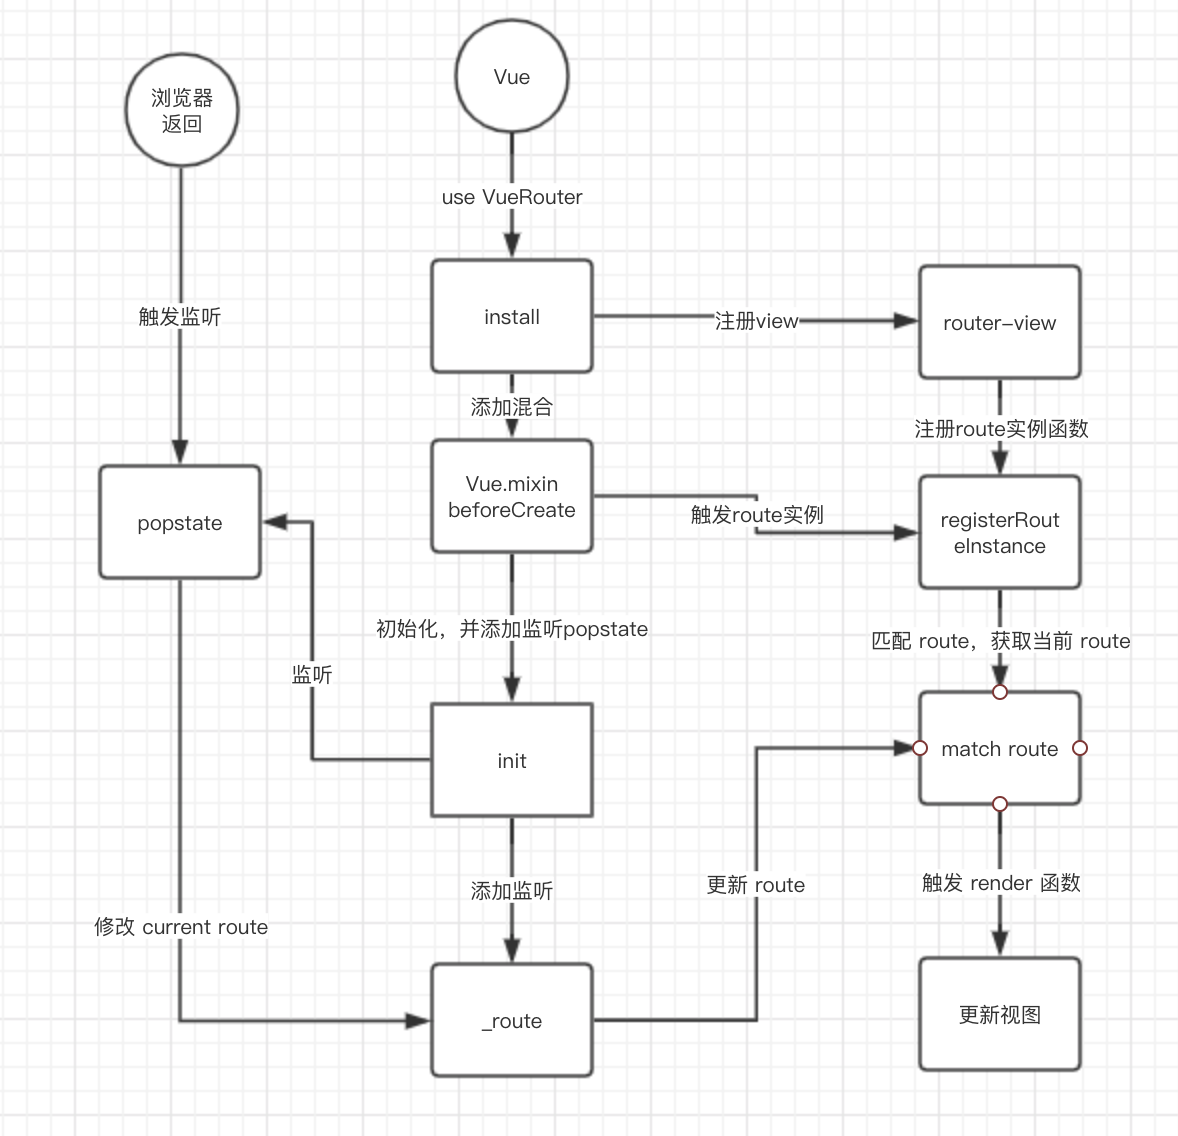 Vue
浏览器
返回
use VueRouter
触发监听
install
注册view
router-view
添加混合
注册route实例函数
Vue.mixin
beforeCreate
触发route实例
popstate
registerRout
eInstance
初始化，并添加监听popstate
匹配 route，获取当前 route
监听
init
match route
更新 route
触发 render 函数
添加监听
修改 current route
_route
更新视图